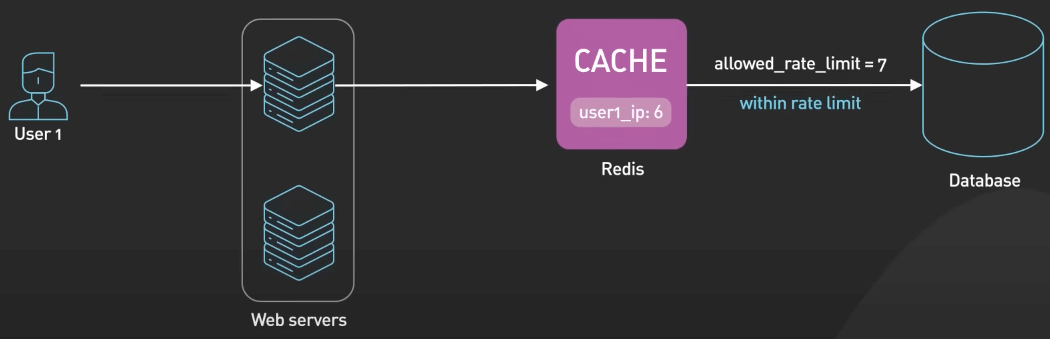 User 1
Web servers
CACHE
user1_ip: 6
Redis
allowed_rate_limit = 7
within rate limit
Database